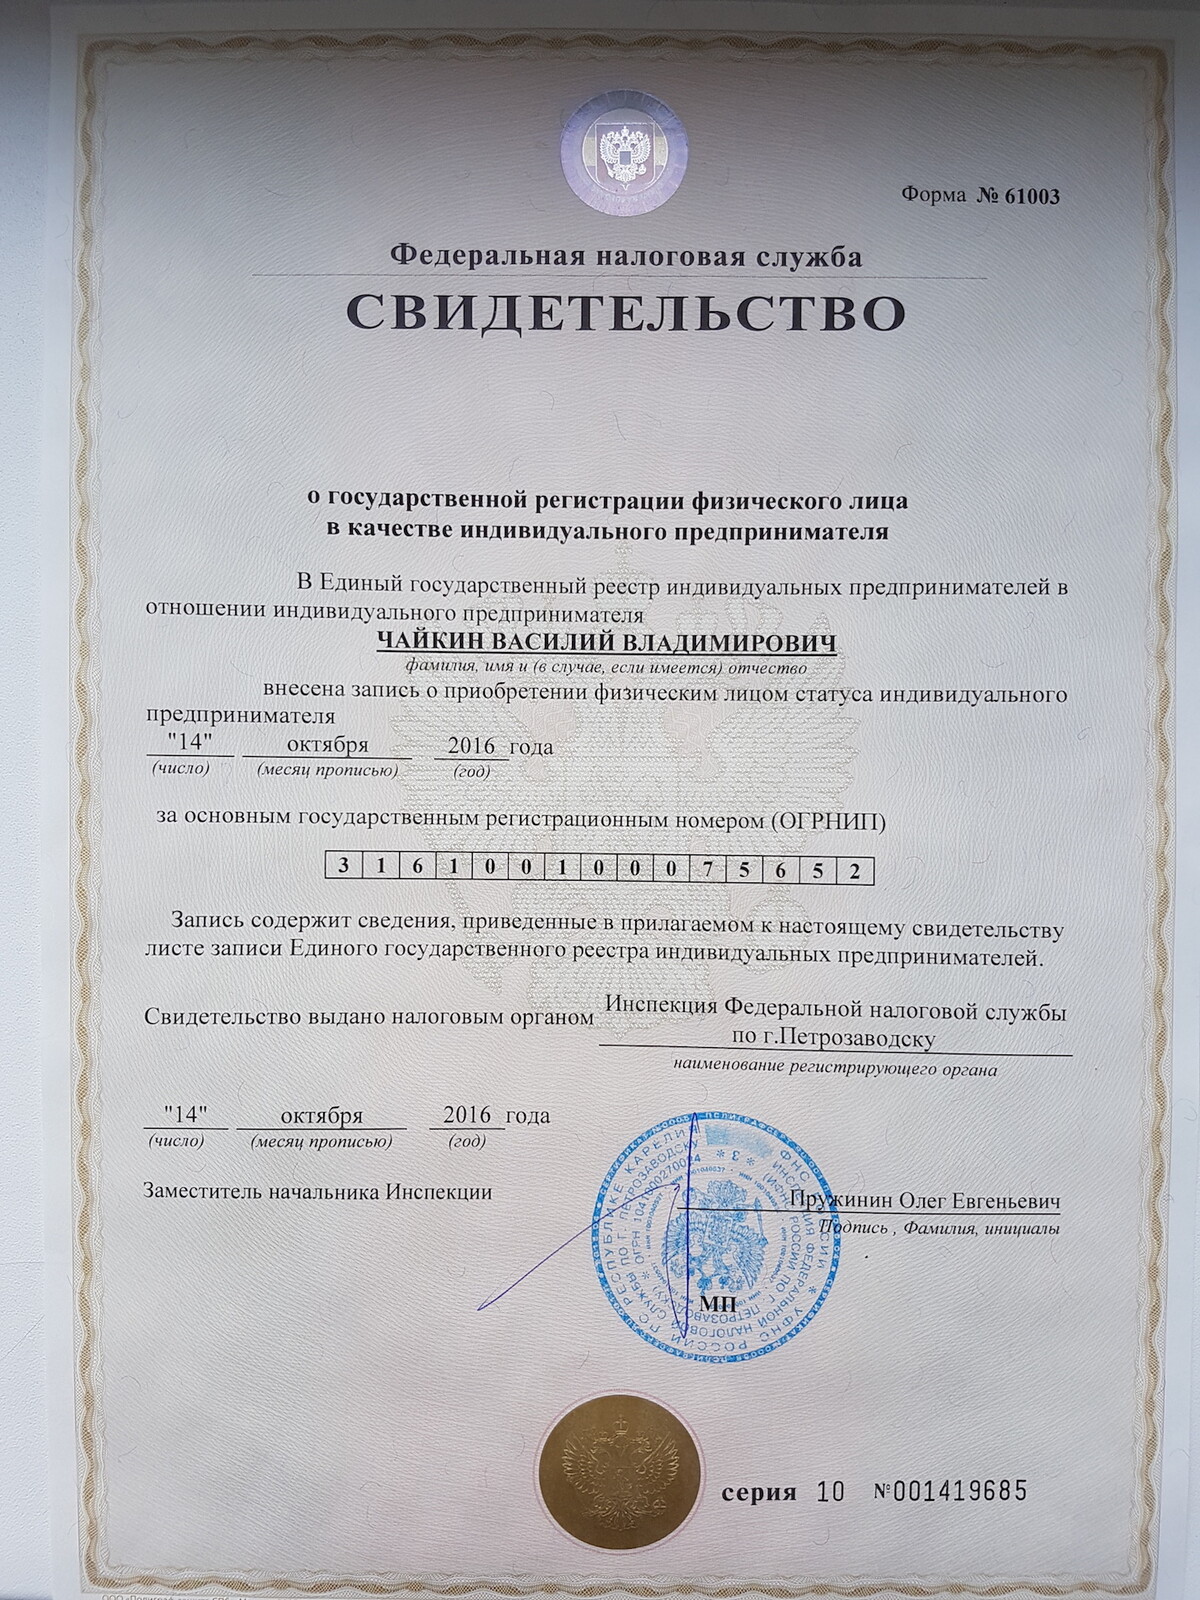 Форма № 61003
Федеральная налоговая служба
СВИДЕТЕЛЬСТВО
о государственной регистрации физического лица
в качестве индивидуального предпринимателя
В Единый государственный реестр индивидуальных предпринимателей в
отношении индивидуального предпринимателя
ЧАЙКИН ВАСИЛИЙ ВЛАДИМИРОВИЧ
фамилия, имя и (в случае, если имеется) отчество
внесена запись о приобретении физическим лицом статуса индивидуального
предпринимателя
"14" октября 2016 года
(число) (месяц прописью) (год)
за основным государственным регистрационным номером (ОГРНИП)
3 1 6 1 0 0 1 0 0 0 7 5 6 5 2
Запись содержит сведения, приведенные в прилагаемом к настоящему свидетельству
листе записи Единого государственного реестра индивидуальных предпринимателей.
Свидетельство выдано налоговым органом Инспекция Федеральной налоговой службы
по г.Петрозаводску
наименование регистрирующего органа
"14" октября 2016 года
(число) (месяц прописью) (год)
Заместитель начальника Инспекции Пружинин Олег Евгеньевич
Подпись , Фамилия, инициалы
МП
серия 10 №001419685